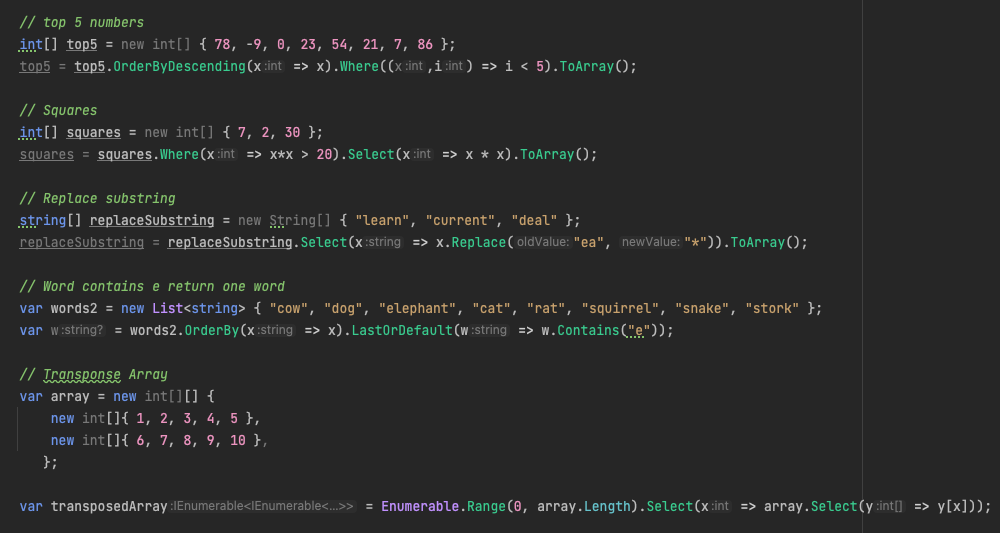 // top 5 numbers
int[] top5 = new int[] { 78, -9, 0, 23, 54, 21, 7, 86 };
top5 = top5.OrderByDescending(x:int => x).Where((x:int,i:int) => i < 5).ToArray();
// Squares
int[] squares = new int[] { 7, 2, 30 };
squares = squares.Where(x:int => x*x > 20).Select(x:int => x * x).ToArray();
// Replace substring
string[] replaceSubstring = new String[] { "learn", "current", "deal" };
replaceSubstring = replaceSubstring.Select(x:string => x.Replace(oldValue:"ea", newValue:"*")).ToArray();
// Word contains e return one word
var words2 = new List<string> { "cow", "dog", "elephant", "cat", "rat", "squirrel", "snake", "stork" };
var w:string? = words2.OrderBy(x:string => x).LastOrDefault(w:string => w.Contains("e"));
// Transponse Array
var array = new int[][] {
new int[]{ 1, 2, 3, 4, 5 },
new int[]{ 6, 7, 8, 9, 10 },
};
var transposedArray:IEnumerable<IEnumerable<...>> = Enumerable.Range(0, array.Length).Select(x:int => array.Select(y:int[] => y[x]));